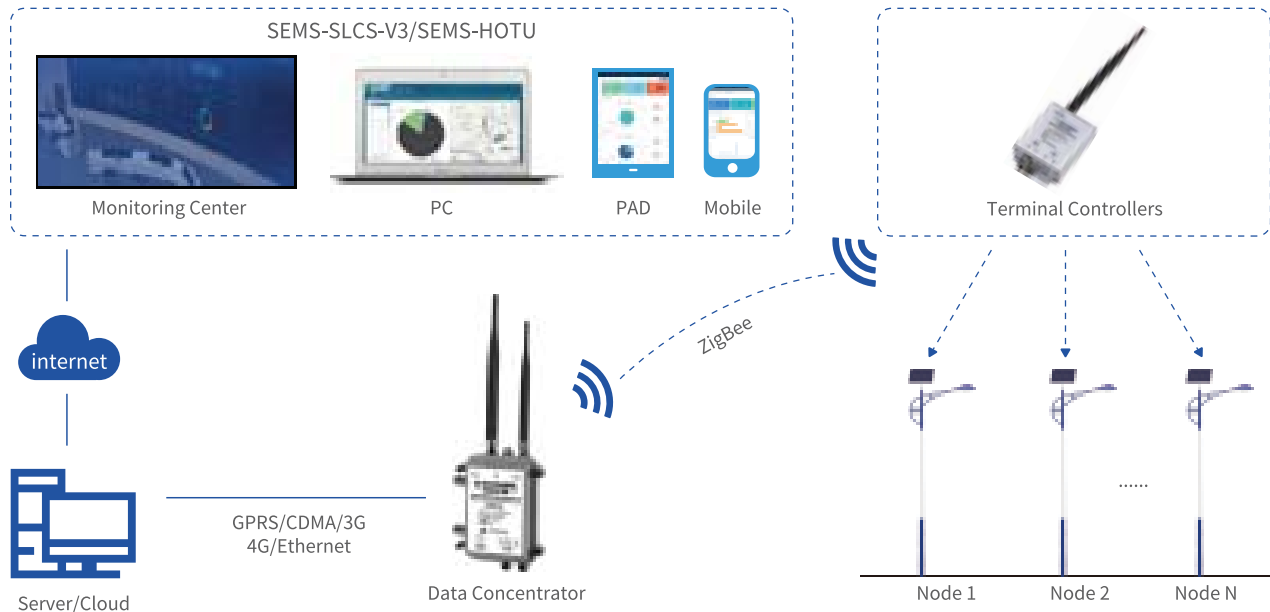 SEMS-SLCS-V3/SEMS-HOTU
Monitoring Center
PC
PAD
Mobile
Terminal Controllers
internet
ZigBee
GPRS/CDMA/3G
4G/Ethernet
Server/Cloud
Data Concentrator
......
Node 1
Node 2
Node N